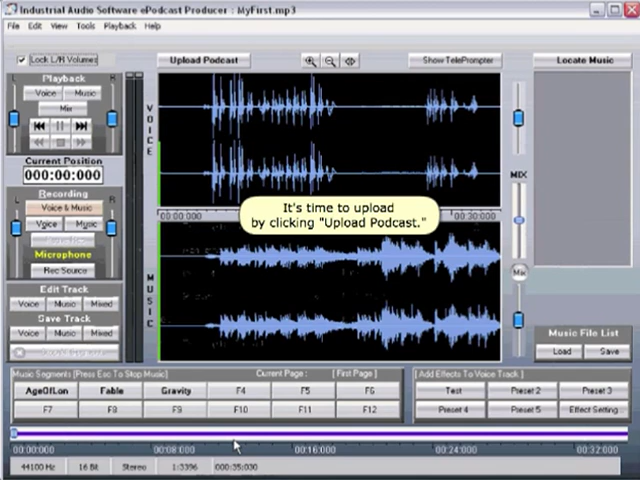 Industrial Audio Software ePodcast Producer : MyFirst.mp3
File Edit View Tools Playback Help
Lock L/R Volumes
Upload Podcast
Show TelePrompter
Locate Music
Playback
L R
Voice Music
Mix
Current Position
000:00:000
Recording
L R
Voice & Music
Voice Music
Microphone
Rec Source
Edit Track
Voice Music Mixed
Save Track
Voice Music Mixed
VOICE
00:00:000 00:30:000
It's time to upload
by clicking "Upload Podcast."
MUSIC
MIX
Mix
Music File List
Load Save
Music Segments [Press Esc To Stop Music] Current Page : [ First Page ]
AgeOfLon Fable Gravity F4 F5 F6
F7 F8 F9 F10 F11 F12
[ Add Effects To Voice Track ]
Test Preset 2 Preset 3
Preset 4 Preset 5 Effect Setting..
00:00:000 00:08:000 00:16:000 00:24:000 00:32:000
44100 Hz 16 Bit Stereo 1:3396 000:35:030